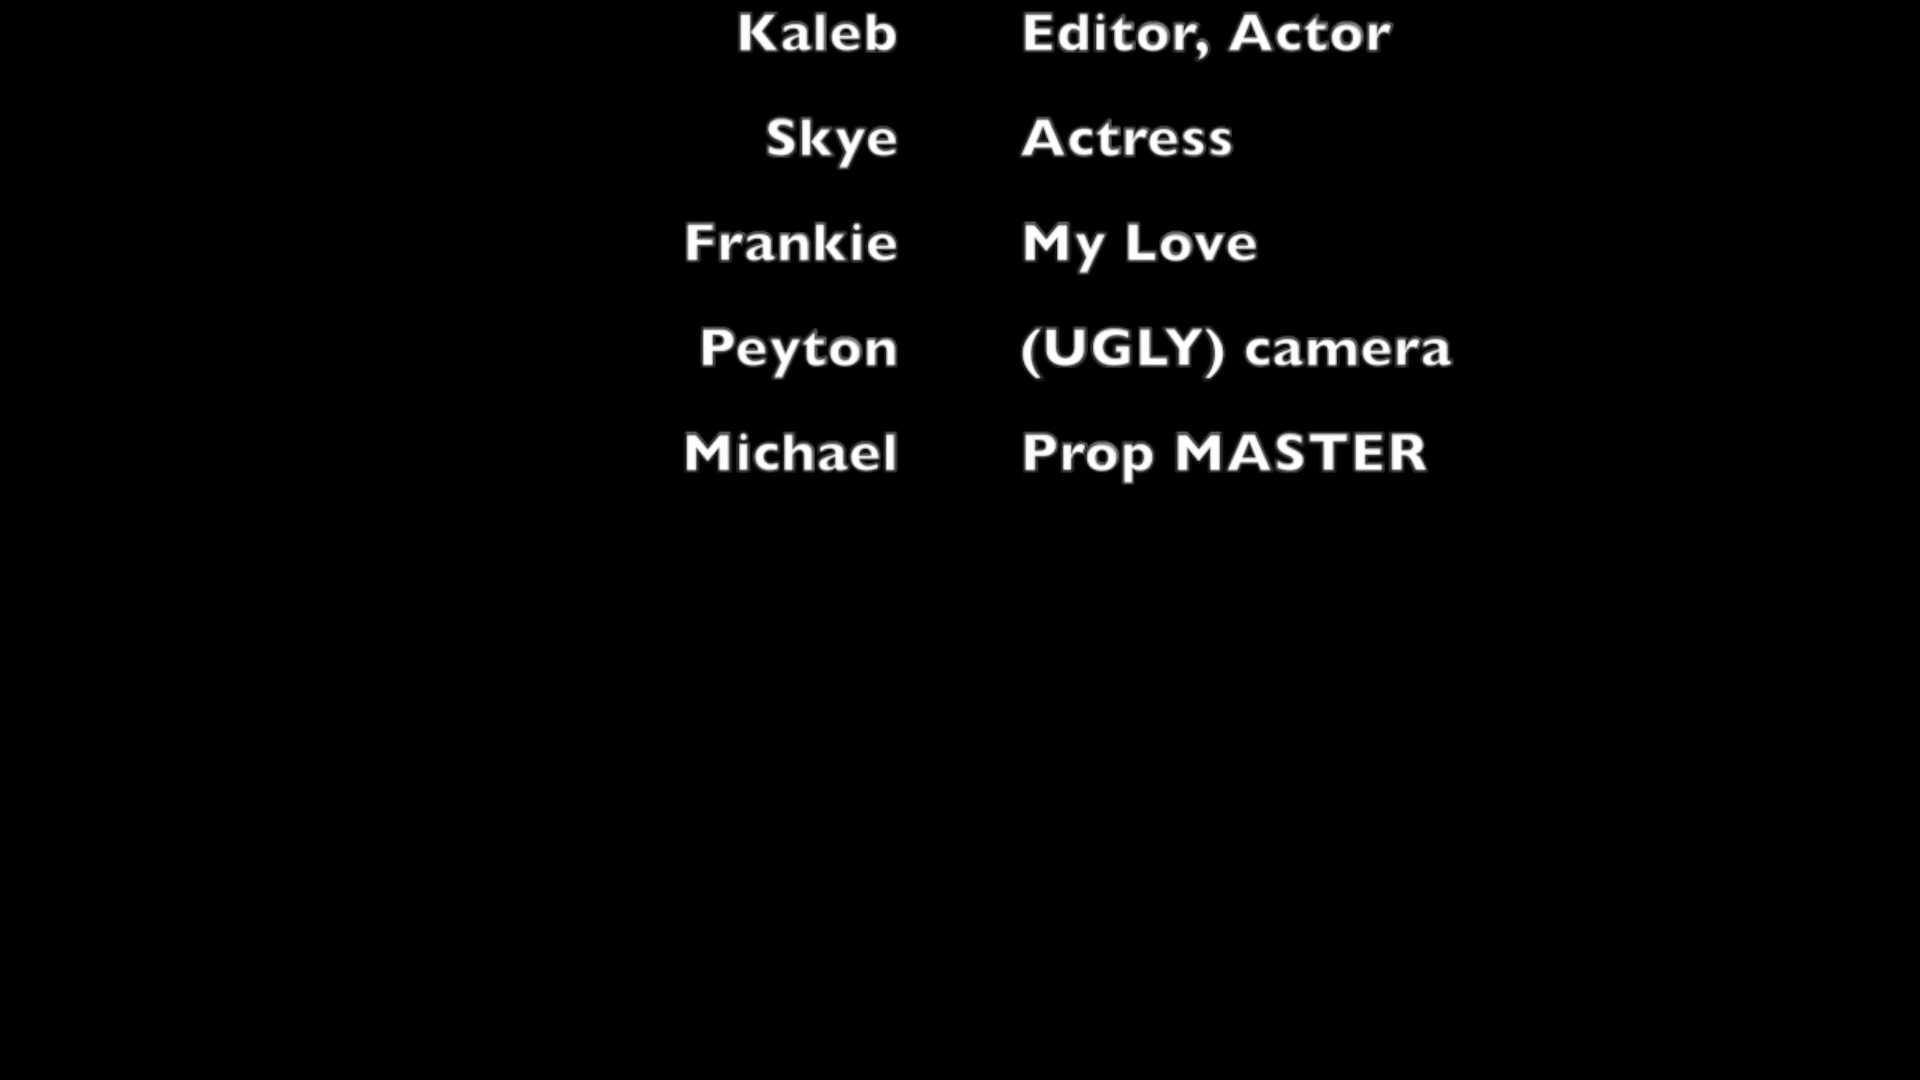 Kaleb Editor, Actor
Skye Actress
Frankie My Love
Peyton (UGLY) camera
Michael Prop MASTER